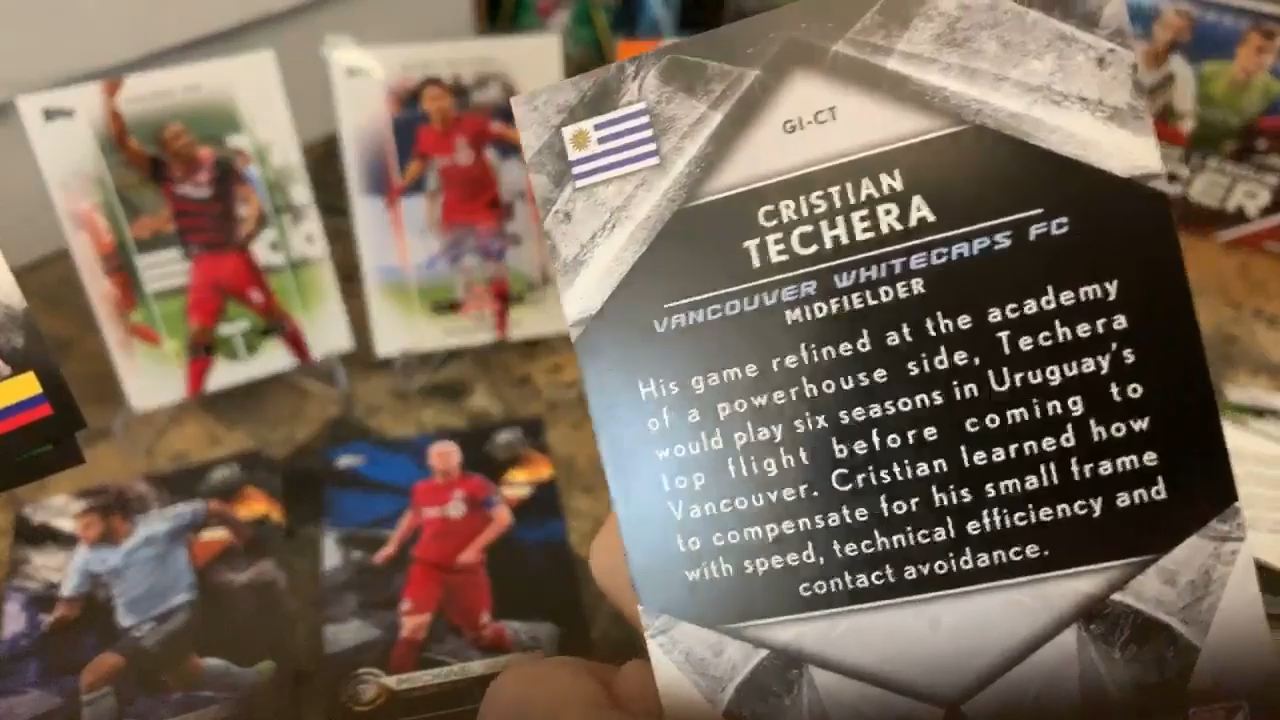 GI-CT
CRISTIAN
TECHERA
VANCOUVER WHITECAPS FC
MIDFIELDER
His game refined at the academy
of a powerhouse side, Techera
would play six seasons in Uruguay's
top flight before coming to
Vancouver. Cristian learned how
to compensate for his small frame
with speed, technical efficiency and
contact avoidance.